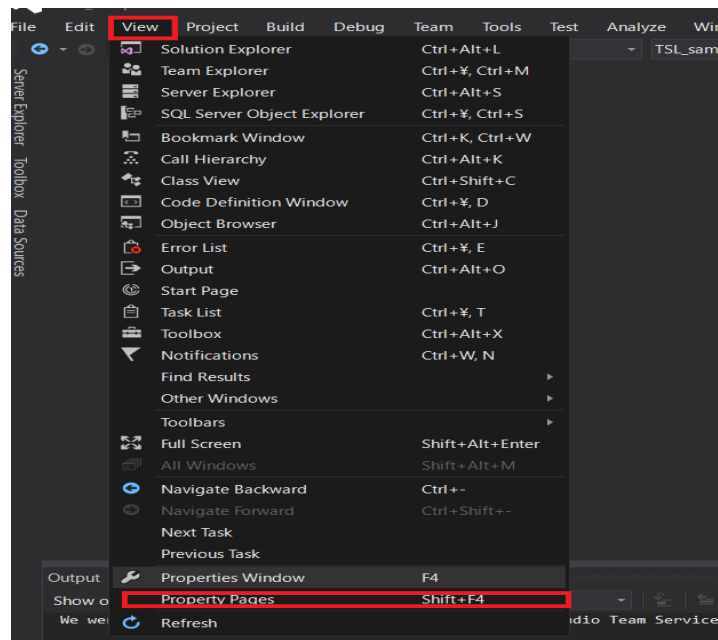 File Edit View Project Build Debug Team Tools Test Analyze Win
TSL_sam
Server Explorer
Toolbox
Data Sources
Solution Explorer Ctrl+Alt+L
Team Explorer Ctrl+¥, Ctrl+M
Server Explorer Ctrl+Alt+S
SQL Server Object Explorer Ctrl+¥, Ctrl+S
Bookmark Window Ctrl+K, Ctrl+W
Call Hierarchy Ctrl+Alt+K
Class View Ctrl+Shift+C
Code Definition Window Ctrl+¥, D
Object Browser Ctrl+Alt+J
Error List Ctrl+¥, E
Output Ctrl+Alt+O
Start Page
Task List Ctrl+¥, T
Toolbox Ctrl+Alt+X
Notifications Ctrl+W, N
Find Results
Other Windows
Toolbars
Full Screen Shift+Alt+Enter
All Windows Shift+Alt+M
Navigate Backward Ctrl+-
Navigate Forward Ctrl+Shift+-
Next Task
Previous Task
Properties Window F4
Property Pages Shift+F4
Refresh
Output
Show o
We we
dio Team Service